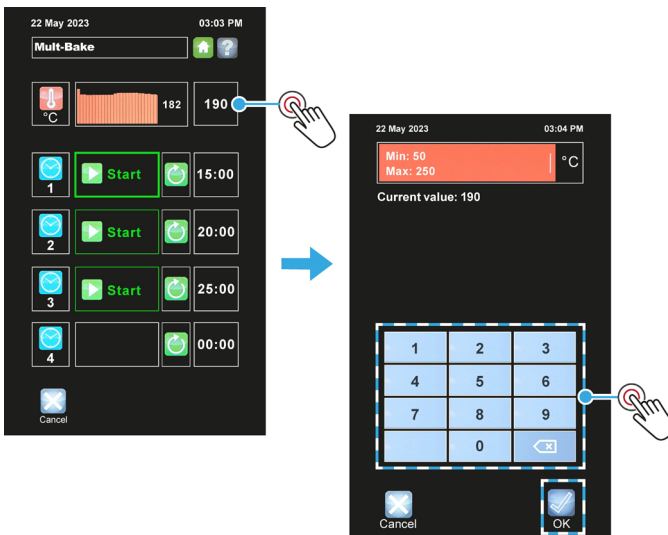 22 May 2023 03:03 PM
Mult-Bake ?
°C 182 190
1 Start 15:00
2 Start 20:00
3 Start 25:00
4 00:00
Cancel
22 May 2023 03:04 PM
Min: 50
Max: 250
°C
Current value: 190
1 2 3
4 5 6
7 8 9
0
Cancel OK